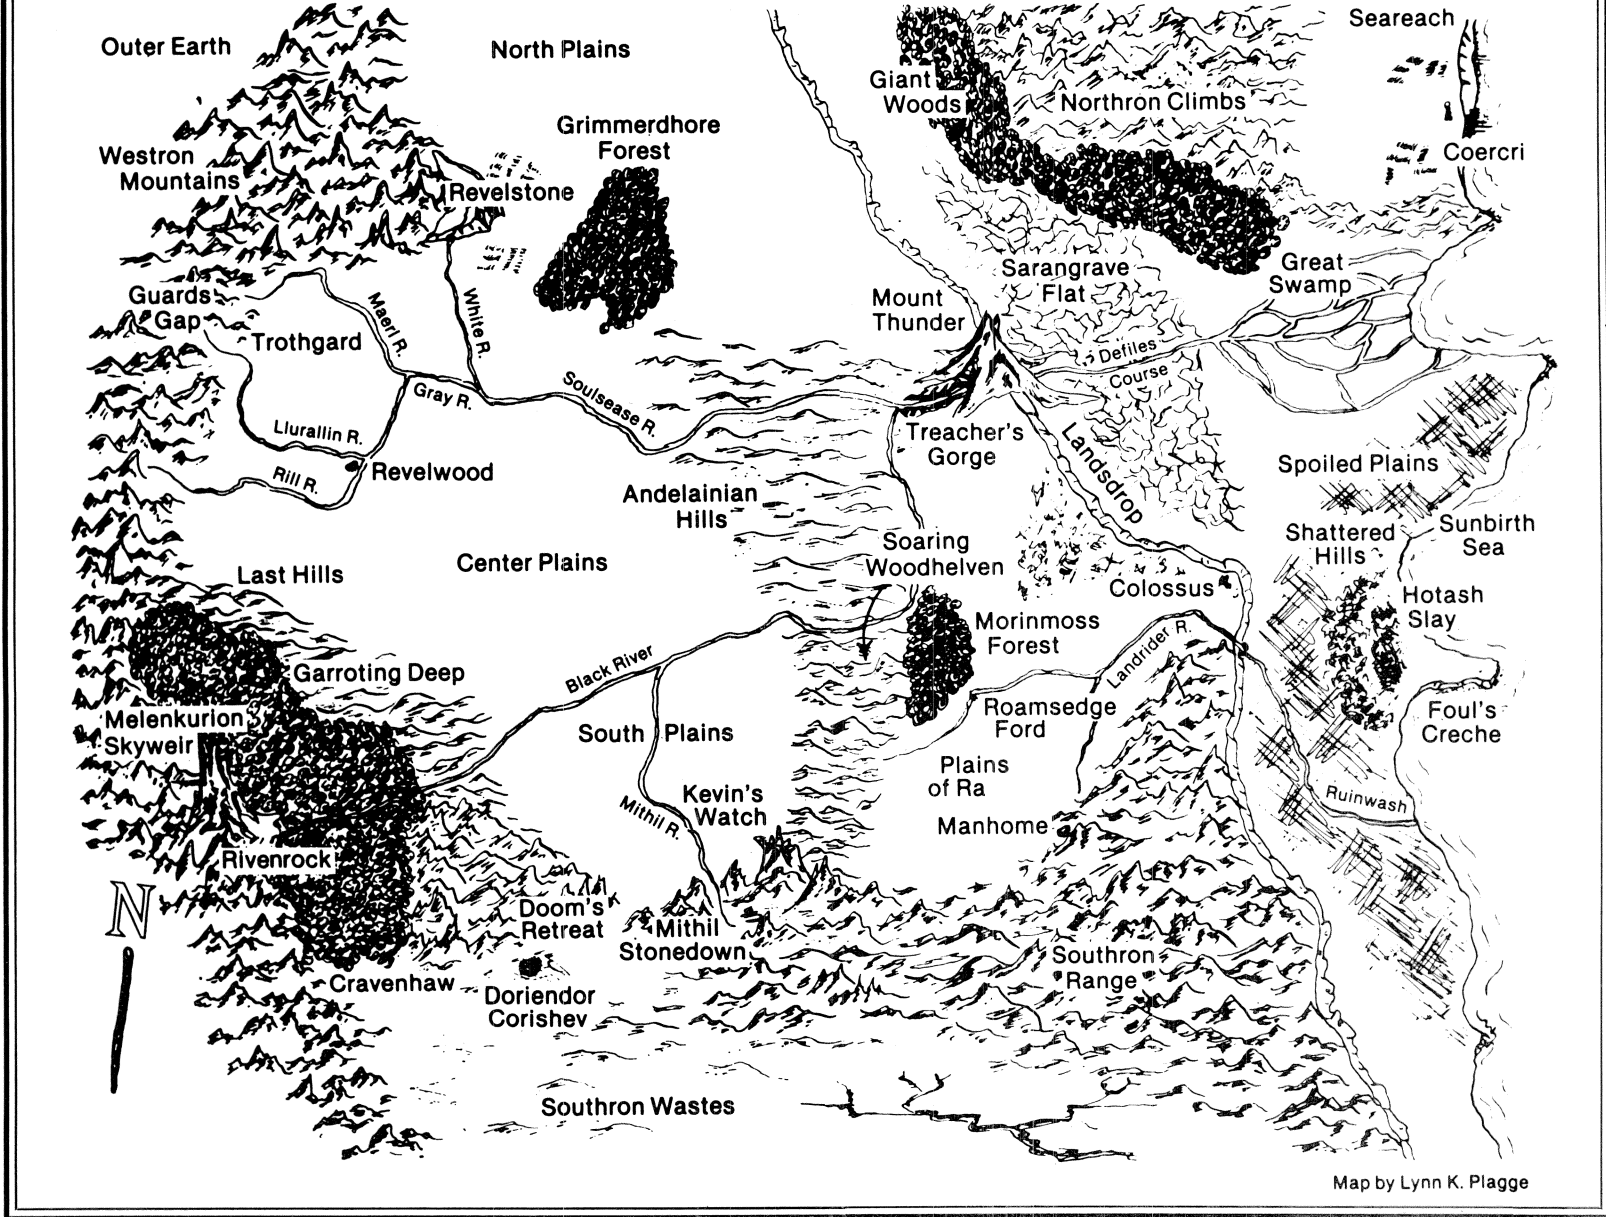 Seareach
Outer Earth
North Plains
Giant
Woods
Northron Climbs
Grimmerdhore
Forest
Coercri
Westron
Mountains
Revelstone
Sarangrave
Flat
Great
Swamp
Guards
Gap
Mount
Thunder
Maerl R.
White R.
Trothgard
Defiles
Course
Gray R.
Soulsease R.
Llurallin R.
Treacher's
Gorge
Landsdrop
Rill R.
Revelwood
Spoiled Plains
Andelainian
Hills
Shattered
Hills
Sunbirth
Sea
Soaring
Woodhelven
Center Plains
Last Hills
Colossus
Hotash
Slay
Morinmoss
Forest
Landrider R.
Garroting Deep
Black River
Melenkurion
Skyweir
Roamsedge
Ford
Foul's
Creche
South Plains
Plains
of Ra
Kevin's
Watch
Mithil R.
Ruinwash
Manhome
Rivenrock
N
Doom's
Retreat
Mithil
Stonedown
Southron
Range
Cravenhaw
Doriendor
Corishev
Southron Wastes
Map by Lynn K. Plagge